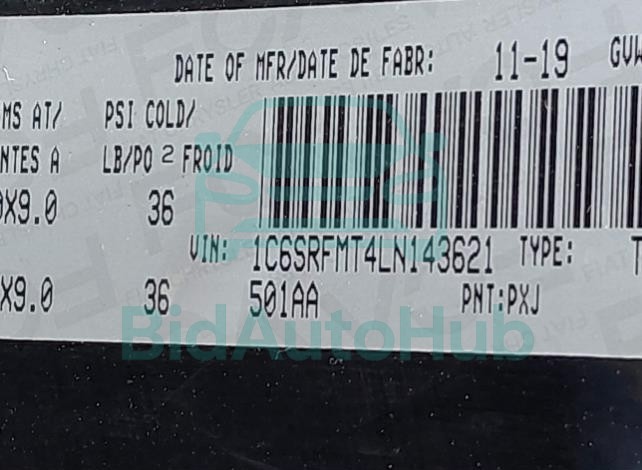 DATE OF MFR/DATE DE FABR: 11-19 GVW
MS AT/ PSI COLD/
NTES A LB/PO 2 FROID
X9.0 36
VIN: 1C6SRFMT4LN143621 TYPE: T
X9.0 36 501AA PNT:PXJ
BidAutoHub